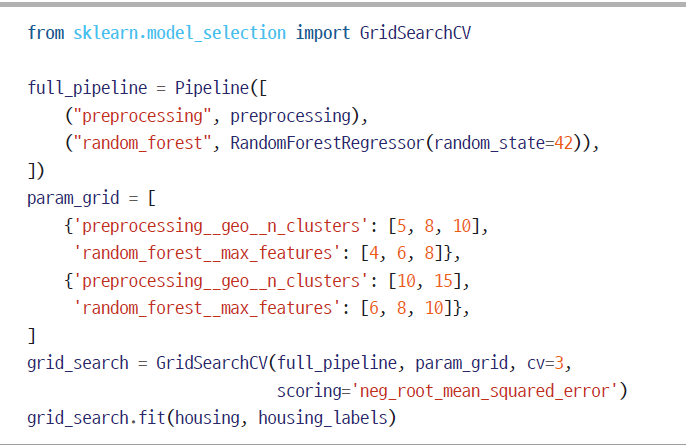 from sklearn.model_selection import GridSearchCV

full_pipeline = Pipeline([
    ("preprocessing", preprocessing),
    ("random_forest", RandomForestRegressor(random_state=42)),
])
param_grid = [
    {'preprocessing__geo__n_clusters': [5, 8, 10],
     'random_forest__max_features': [4, 6, 8]},
    {'preprocessing__geo__n_clusters': [10, 15],
     'random_forest__max_features': [6, 8, 10]},
]
grid_search = GridSearchCV(full_pipeline, param_grid, cv=3,
                           scoring='neg_root_mean_squared_error')
grid_search.fit(housing, housing_labels)